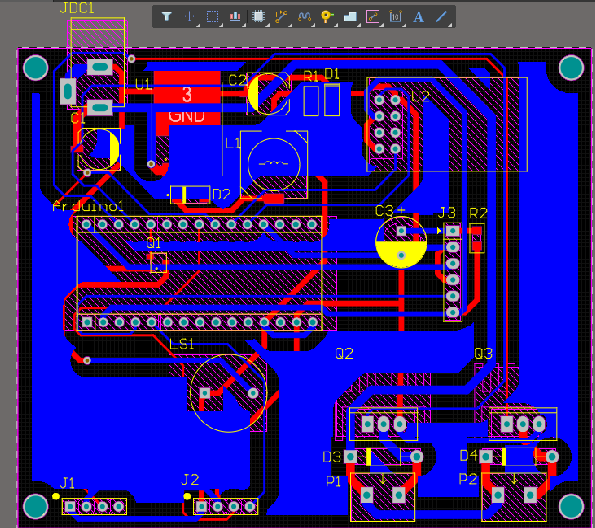 JDC1
U1
C2
R1
D1
3
GND
C1
L1
D2
Arduino1
C3
+
J3
R2
Q1
LS1
Q2
Q3
D3
D4
P1
P2
J1
J2